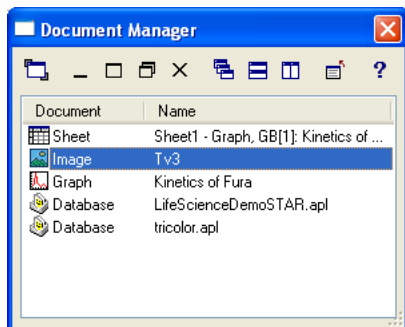 Document Manager
?
Document Name
Sheet Sheet1 - Graph, GB[1]: Kinetics of ...
Image Tv3
Graph Kinetics of Fura
Database LifeScienceDemoSTAR.apl
Database tricolor.apl